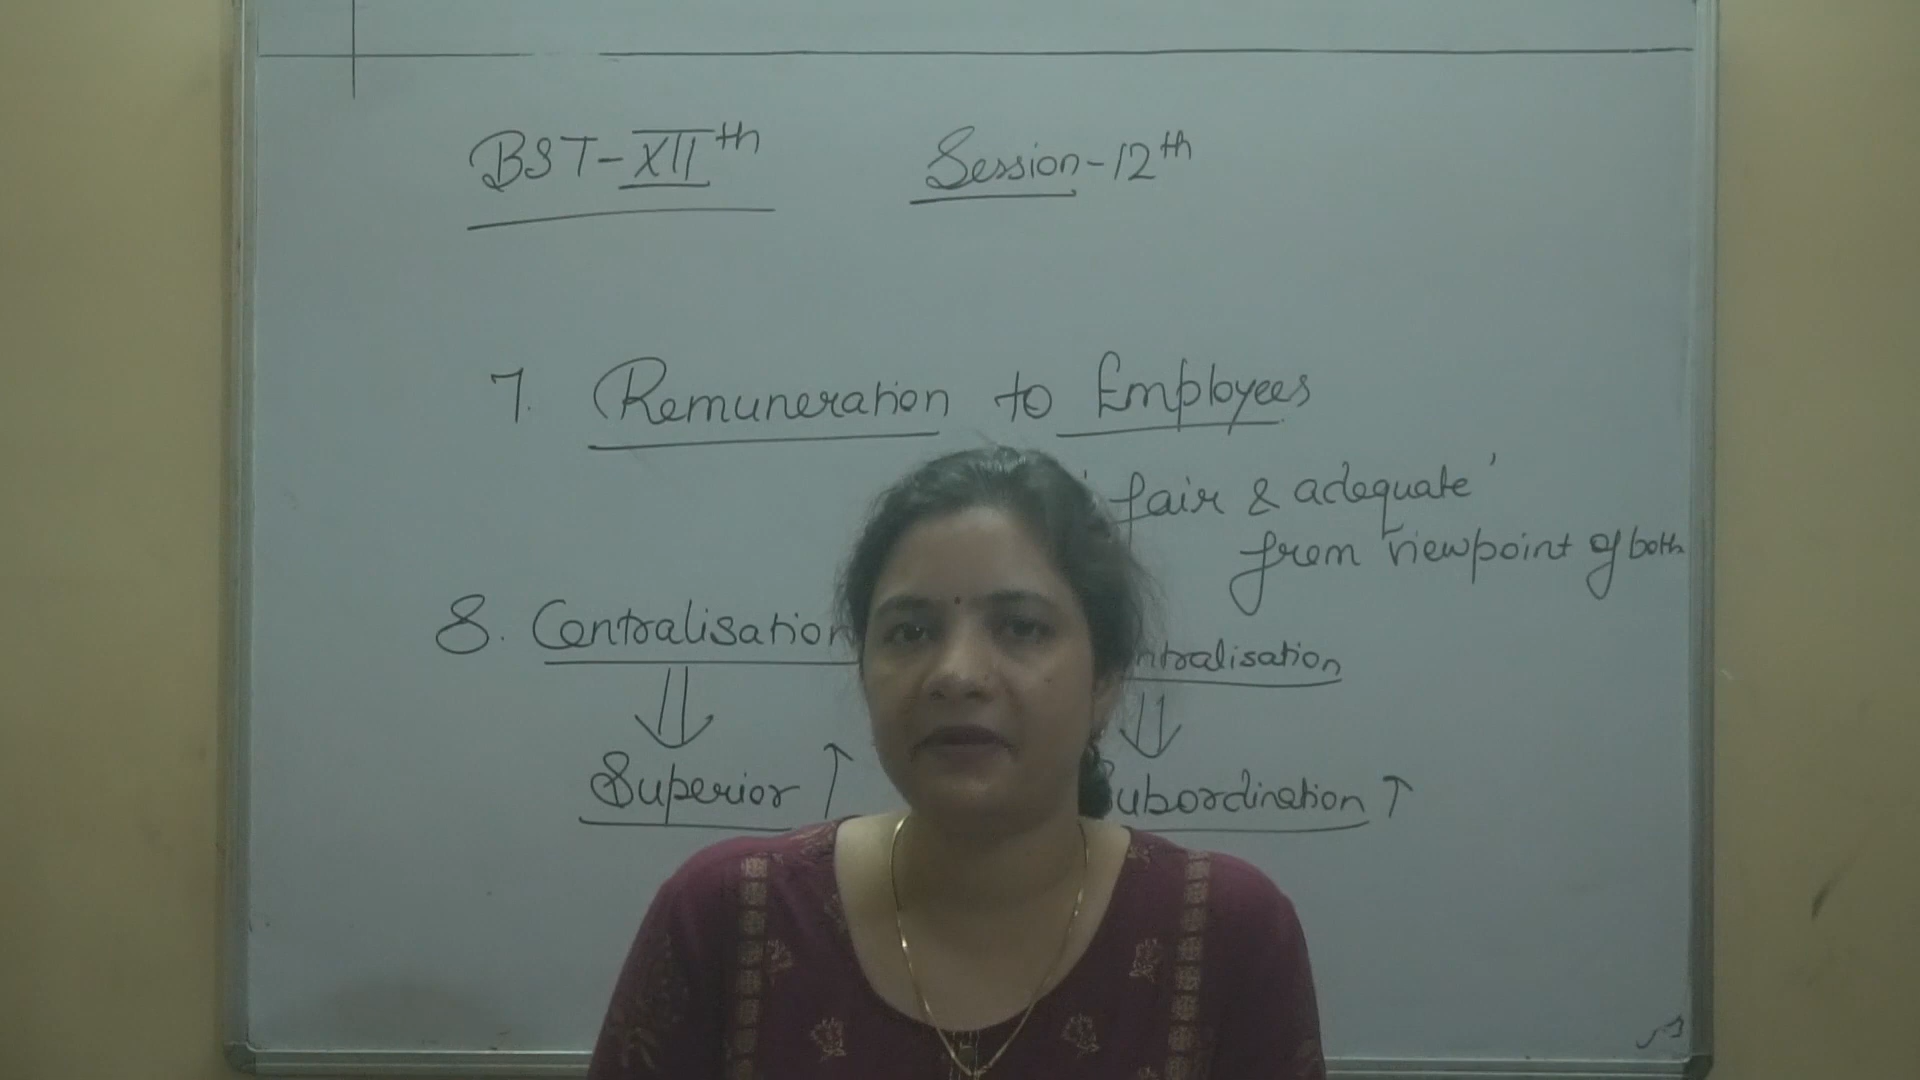 BST-XIIth Session-12th
7. Remuneration to Employees
'fair & adequate'
from viewpoint of both
8. Centralisation ntralisation
Superior ↑ ubordination ↑